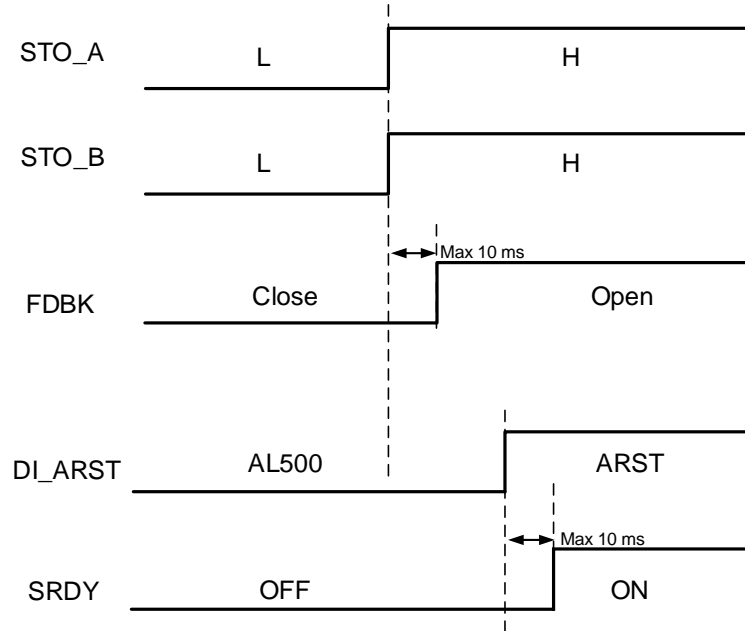 STO_A L H
STO_B L H
Max 10 ms
FDBK Close Open
DI_ARST AL500 ARST
Max 10 ms
SRDY OFF ON